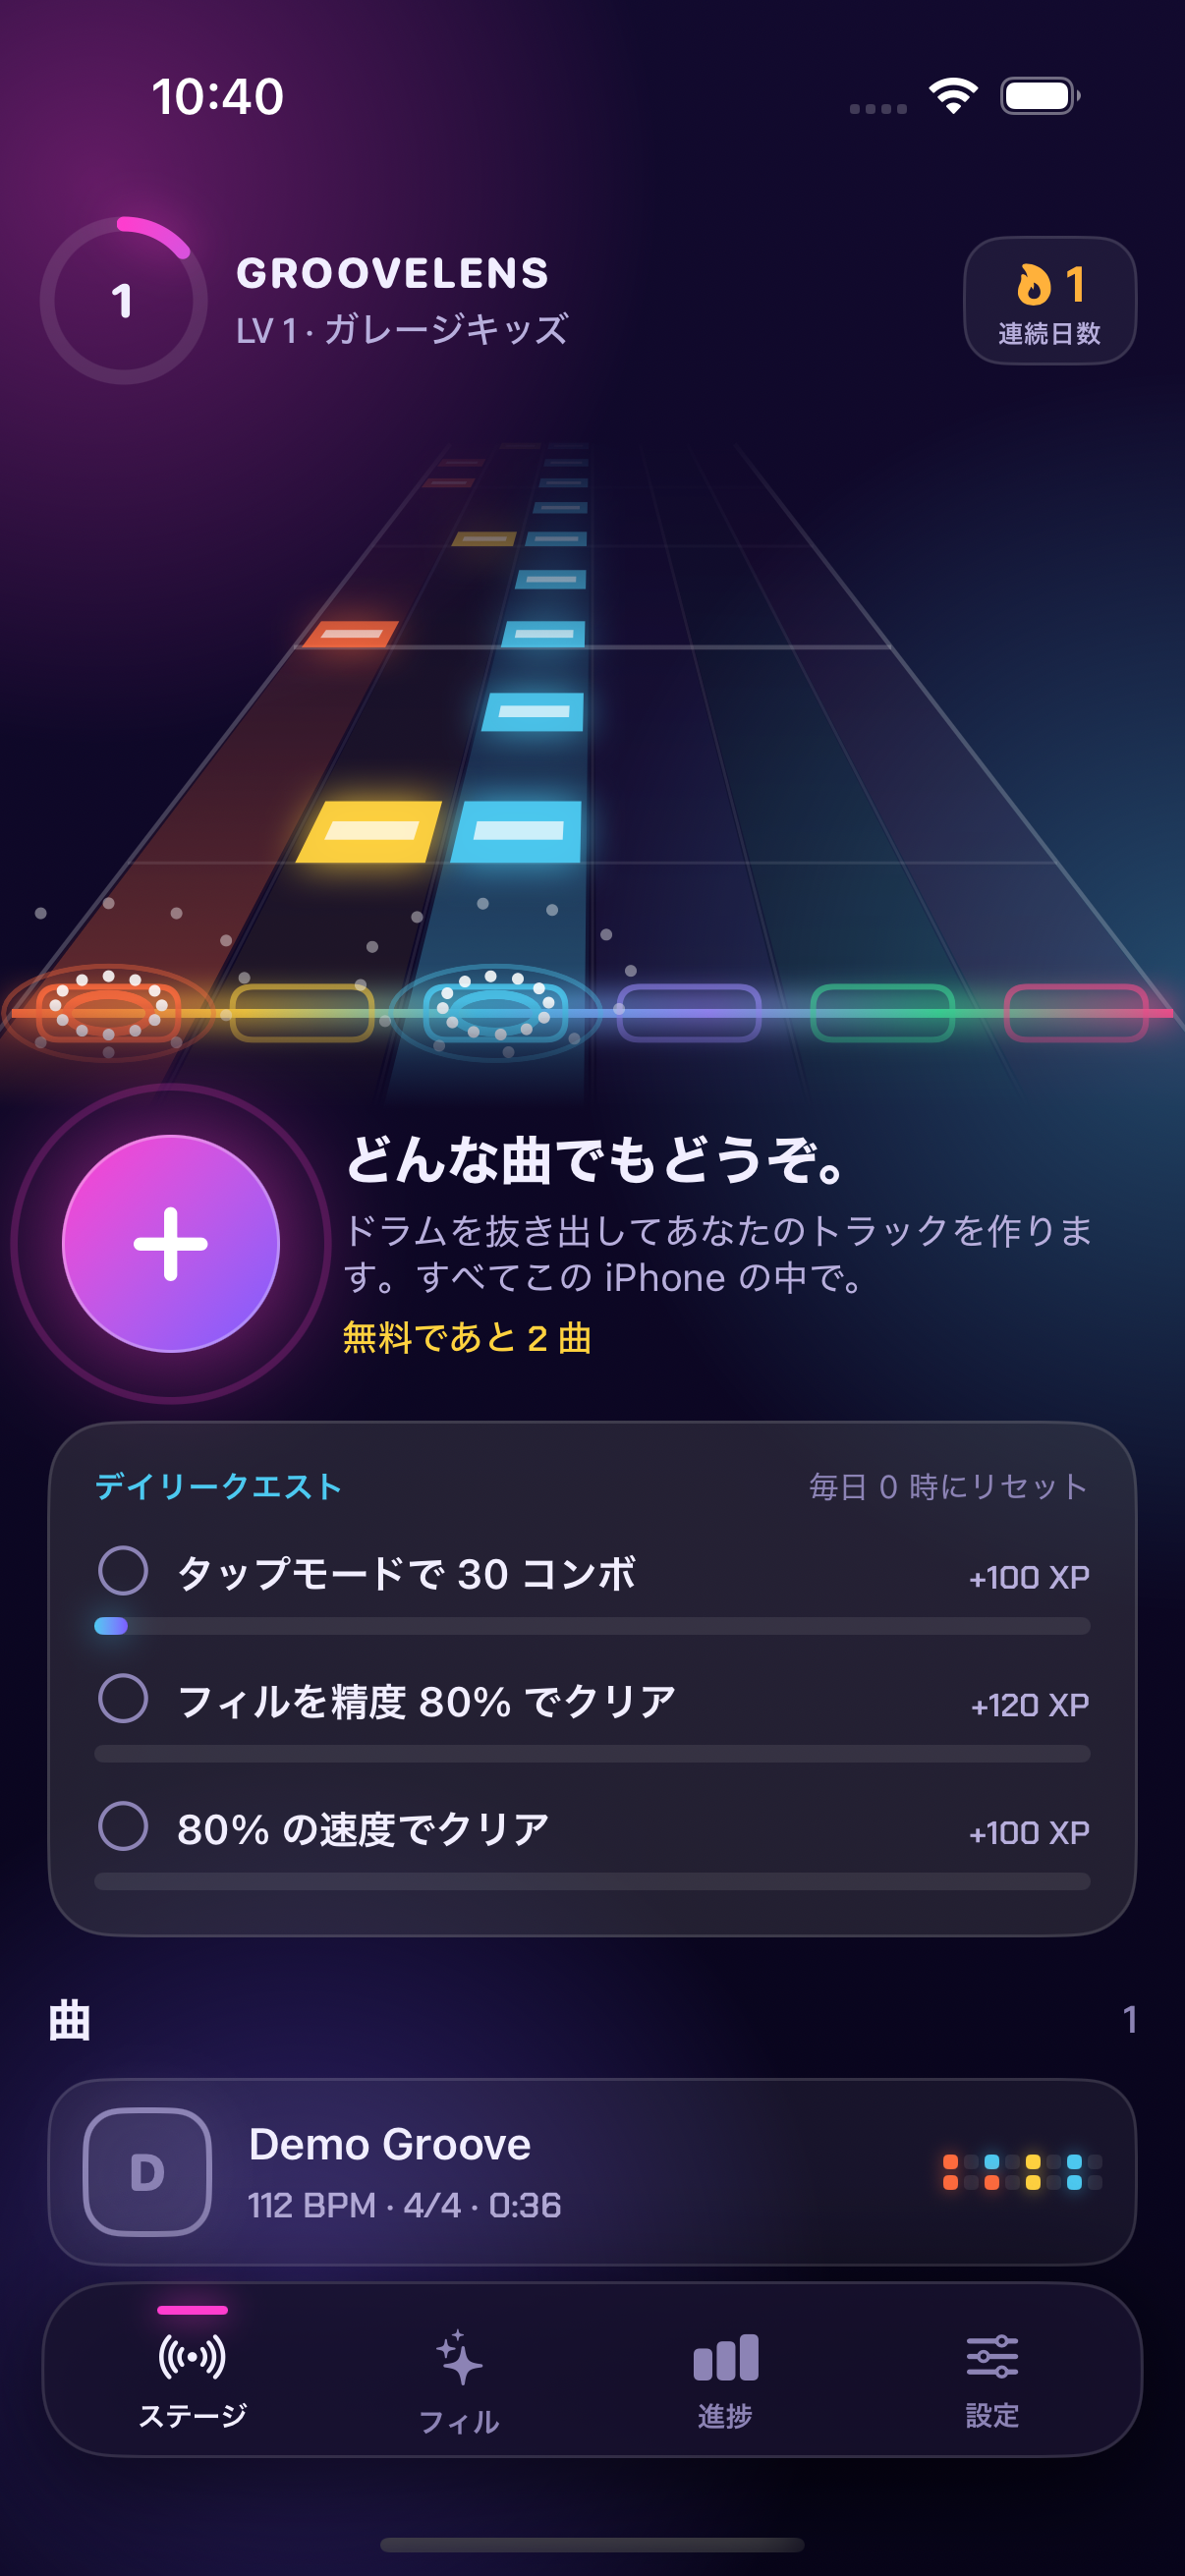 10:40
1
GROOVELENS
LV 1 · ガレージキッズ
1
連続日数
どんな曲でもどうぞ。
ドラムを抜き出してあなたのトラックを作りま
す。すべてこの iPhone の中で。
無料であと 2 曲
デイリークエスト
毎日 0 時にリセット
タップモードで 30 コンボ
+100 XP
フィルを精度 80% でクリア
+120 XP
80% の速度でクリア
+100 XP
曲
1
D
Demo Groove
112 BPM · 4/4 · 0:36
ステージ
フィル
進捗
設定